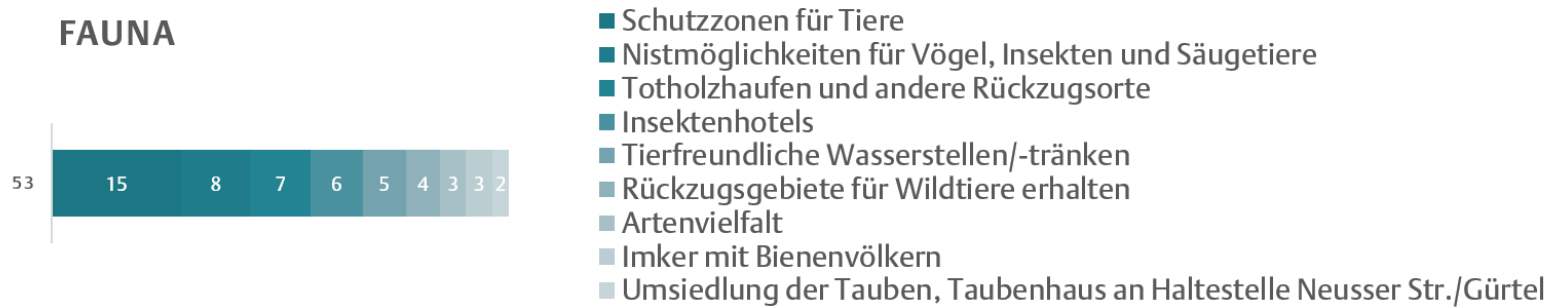 FAUNA
53 15 8 7 6 5 4 3 3 2
Schutzzonen für Tiere
Nistmöglichkeiten für Vögel, Insekten und Säugetiere
Totholzhaufen und andere Rückzugsorte
Insektenhotels
Tierfreundliche Wasserstellen/-tränken
Rückzugsgebiete für Wildtiere erhalten
Artenvielfalt
Imker mit Bienenvölkern
Umsiedlung der Tauben, Taubenhaus an Haltestelle Neusser Str./Gürtel